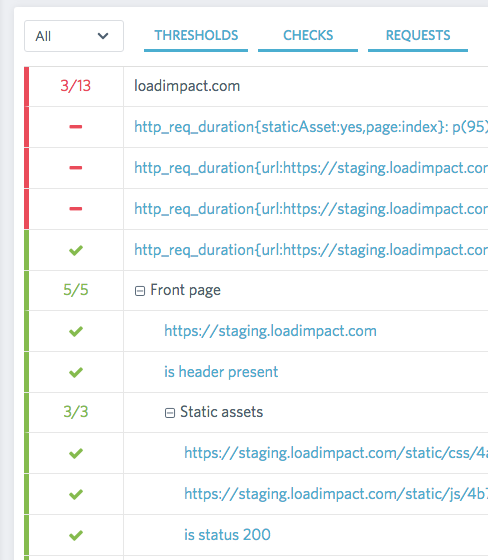 All THRESHOLDS CHECKS REQUESTS
3/13 loadimpact.com
http_req_duration{staticAsset:yes,page:index}: p(95)
http_req_duration{url:https://staging.loadimpact.com
http_req_duration{url:https://staging.loadimpact.com
http_req_duration{url:https://staging.loadimpact.com
5/5 Front page
https://staging.loadimpact.com
is header present
3/3 Static assets
https://staging.loadimpact.com/static/css/4a
https://staging.loadimpact.com/static/js/4b7
is status 200